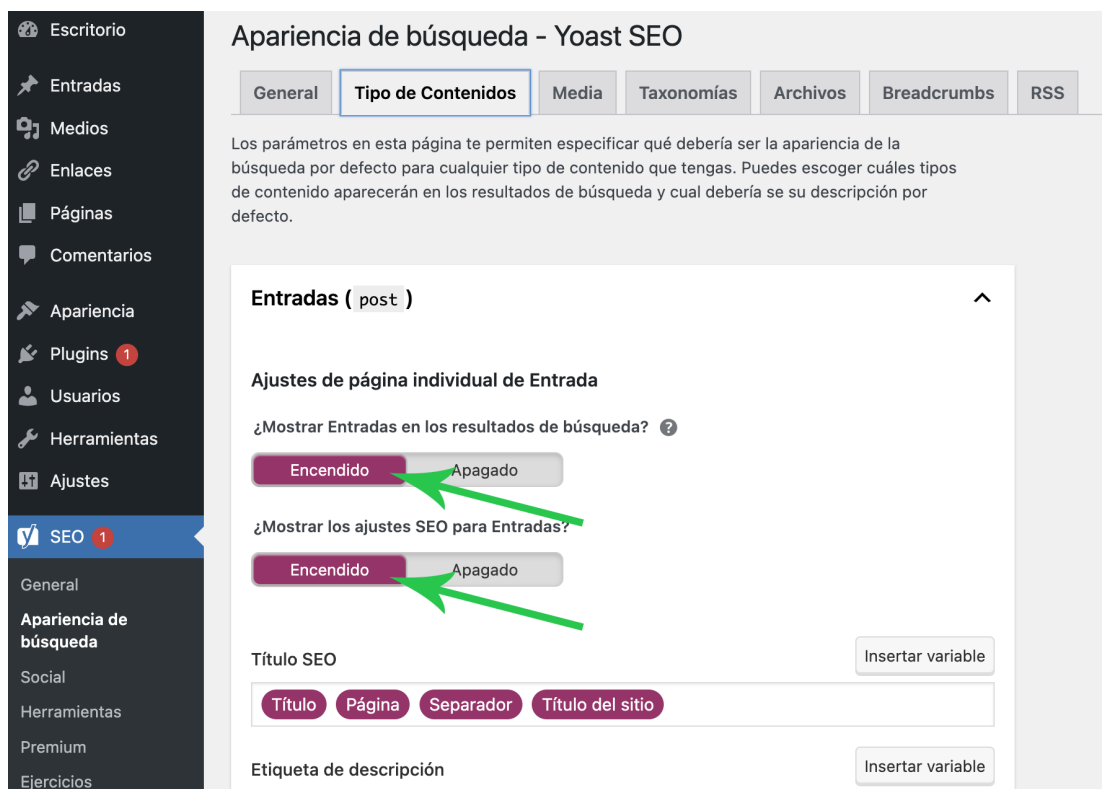 Escritorio
Entradas
Medios
Enlaces
Páginas
Comentarios
Apariencia
Plugins 1
Usuarios
Herramientas
Ajustes
SEO 1
General
Apariencia de
búsqueda
Social
Herramientas
Premium
Ejercicios
Apariencia de búsqueda - Yoast SEO
General Tipo de Contenidos Media Taxonomías Archivos Breadcrumbs RSS
Los parámetros en esta página te permiten especificar qué debería ser la apariencia de la
búsqueda por defecto para cualquier tipo de contenido que tengas. Puedes escoger cuáles tipos
de contenido aparecerán en los resultados de búsqueda y cual debería se su descripción por
defecto.
Entradas ( post )
Ajustes de página individual de Entrada
¿Mostrar Entradas en los resultados de búsqueda? ?
Encendido Apagado
¿Mostrar los ajustes SEO para Entradas?
Encendido Apagado
Título SEO Insertar variable
Título Página Separador Título del sitio
Etiqueta de descripción Insertar variable